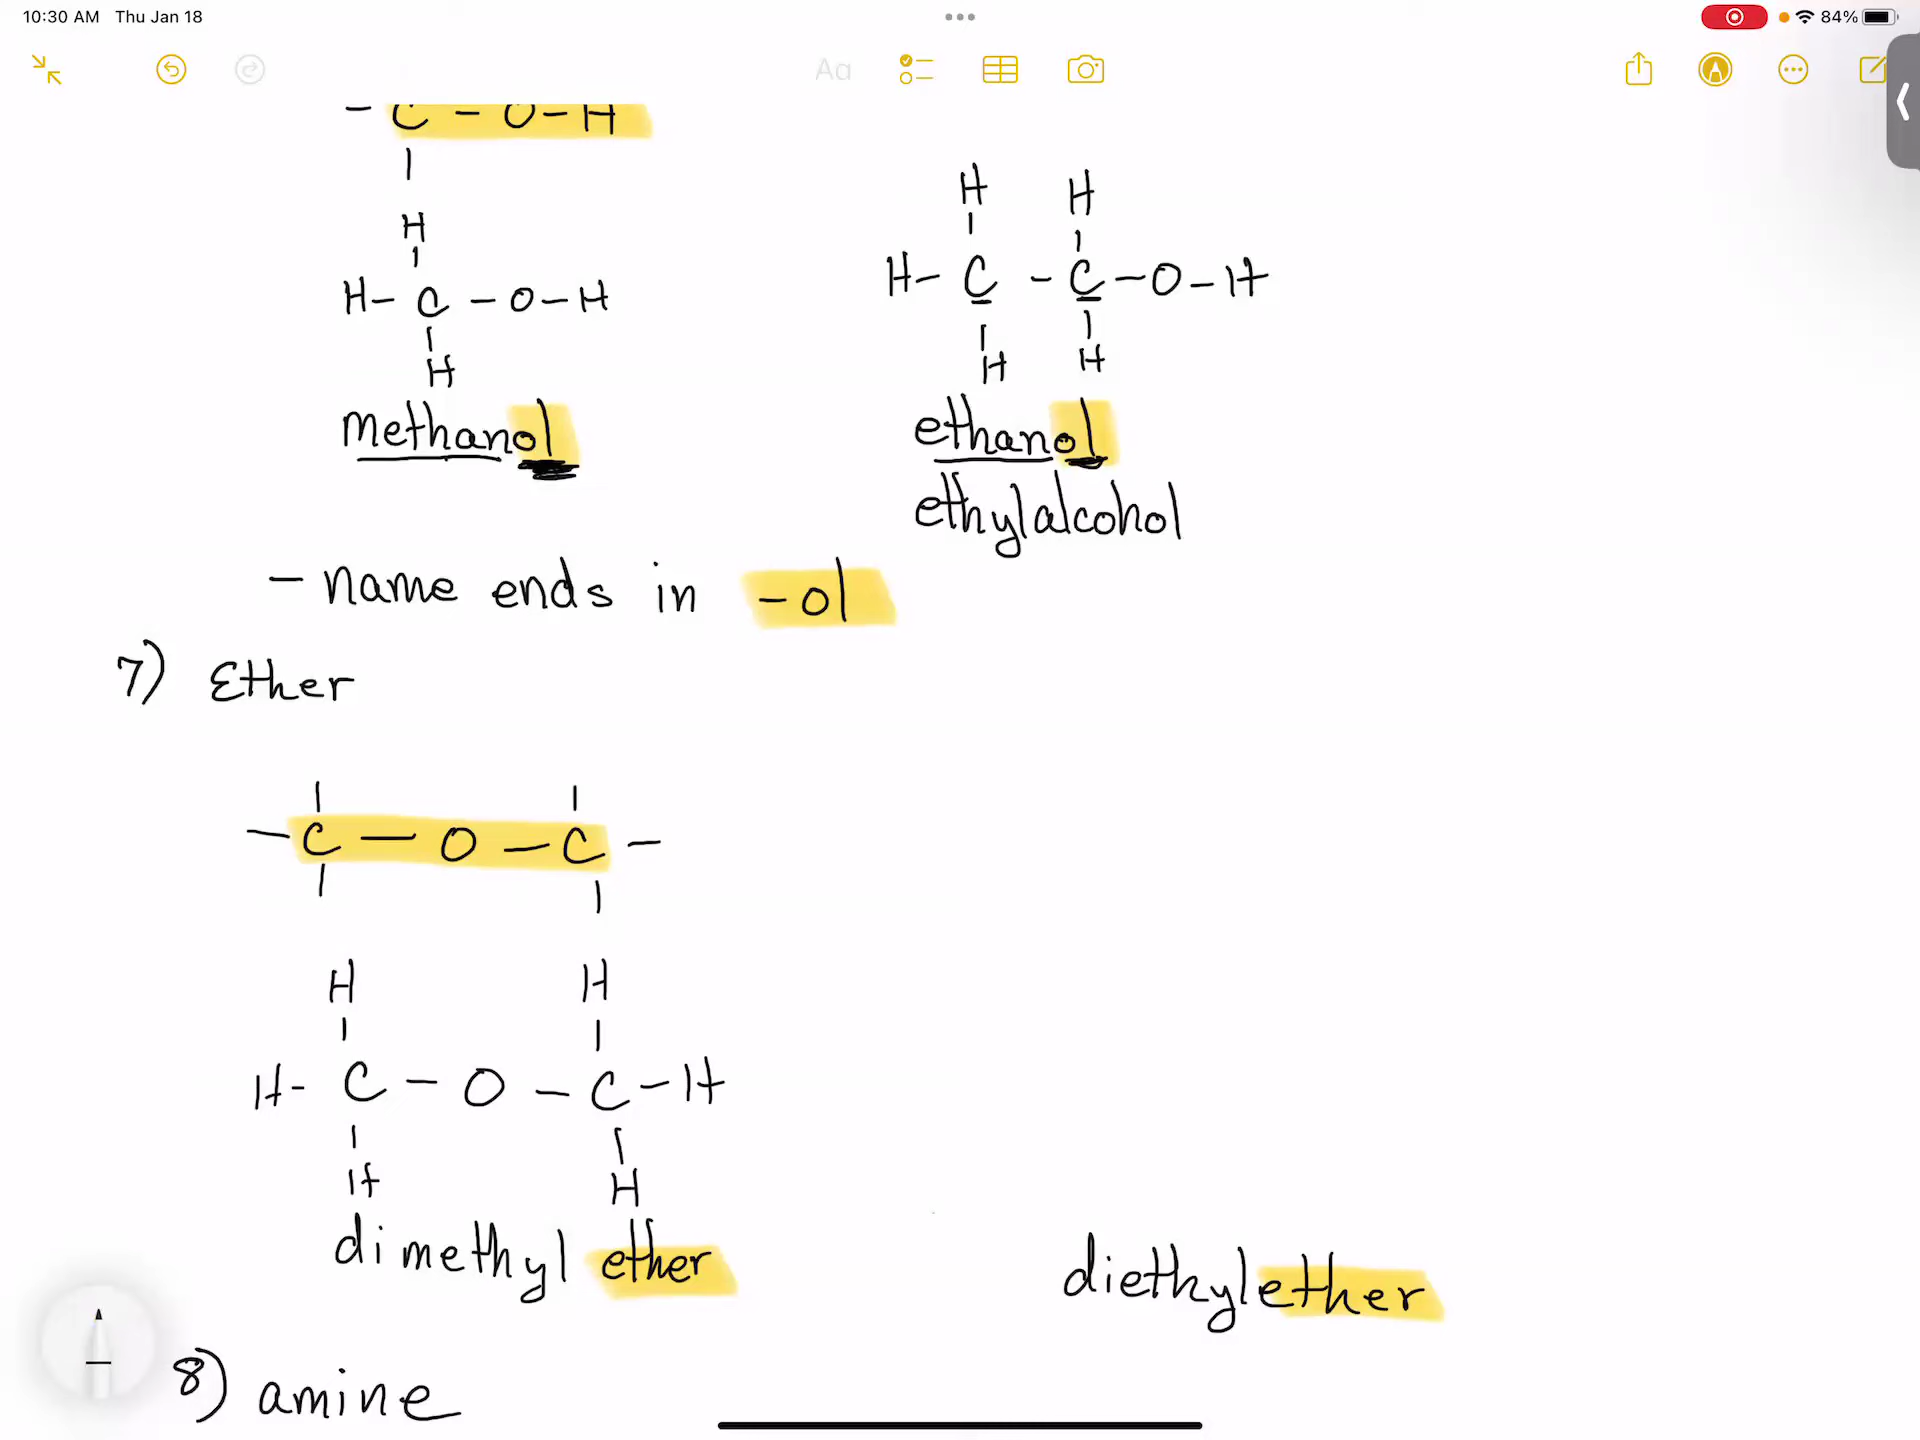 10:30 AM Thu Jan 18
84%
Aa
- C - O - H
H
H - C - O - H
H
methanol
H H
H - C - C - O - H
H H
ethanol
ethylalcohol
- name ends in -ol
7) Ether
- C - O - C -
H H
H - C - O - C - H
H H
dimethyl ether
diethylether
8) amine